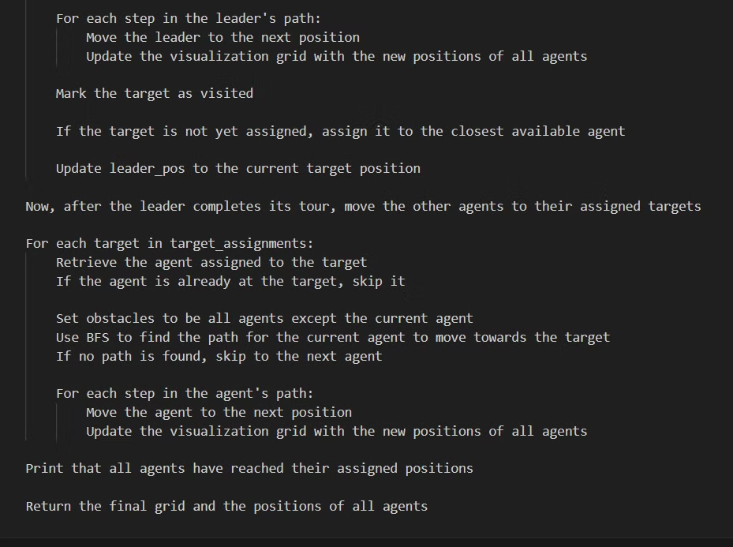 For each step in the leader's path:
Move the leader to the next position
Update the visualization grid with the new positions of all agents
Mark the target as visited
If the target is not yet assigned, assign it to the closest available agent
Update leader_pos to the current target position
Now, after the leader completes its tour, move the other agents to their assigned targets
For each target in target_assignments:
Retrieve the agent assigned to the target
If the agent is already at the target, skip it
Set obstacles to be all agents except the current agent
Use BFS to find the path for the current agent to move towards the target
If no path is found, skip to the next agent
For each step in the agent's path:
Move the agent to the next position
Update the visualization grid with the new positions of all agents
Print that all agents have reached their assigned positions
Return the final grid and the positions of all agents